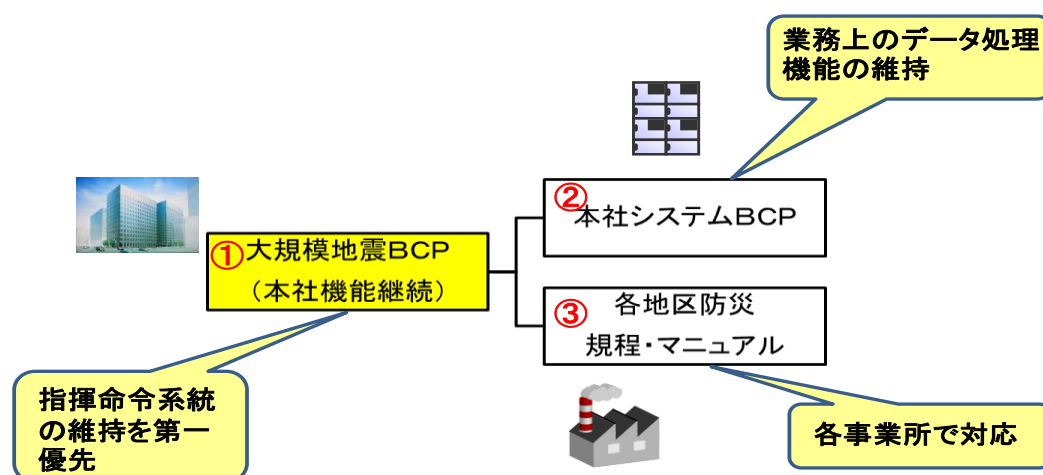 業務上のデータ処理
機能の維持
②
本社システムBCP
①大規模地震BCP
（本社機能継続）
③
各地区防災
規程・マニュアル
指揮命令系統
の維持を第一
優先
各事業所で対応